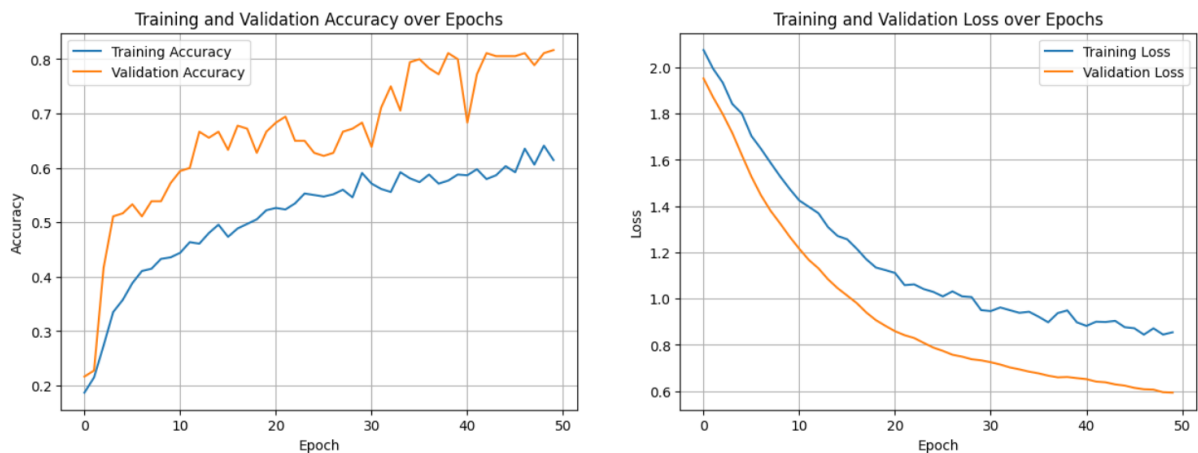 Training and Validation Accuracy over Epochs
Training Accuracy
Validation Accuracy
0.8
0.7
0.6
0.5
0.4
0.3
0.2
Accuracy
0 10 20 30 40 50
Epoch
Training and Validation Loss over Epochs
Training Loss
Validation Loss
2.0
1.8
1.6
1.4
1.2
1.0
0.8
0.6
Loss
0 10 20 30 40 50
Epoch